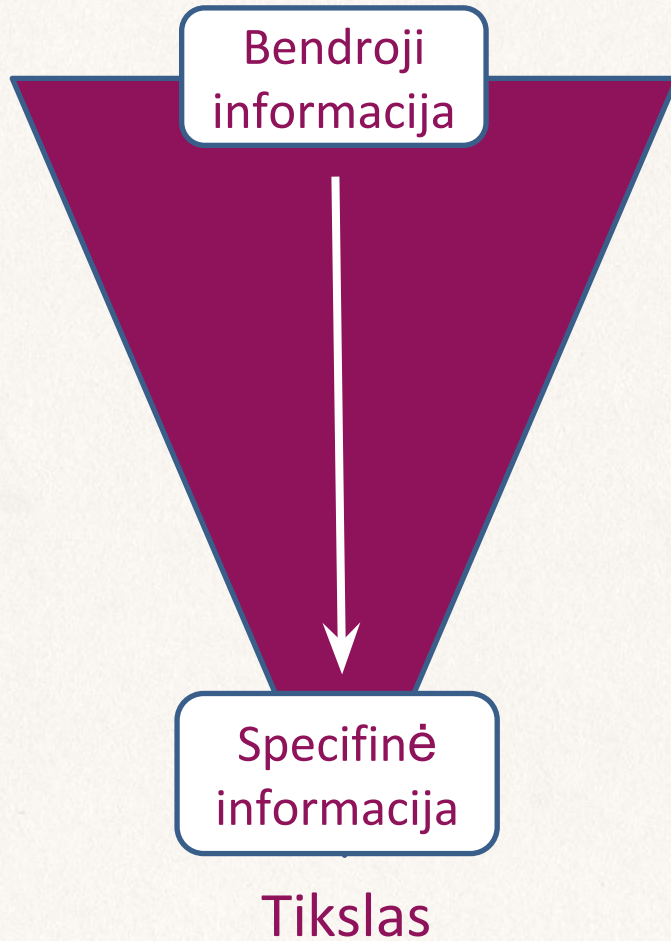 Bendroji
informacija
Specifinė
informacija
Tikslas